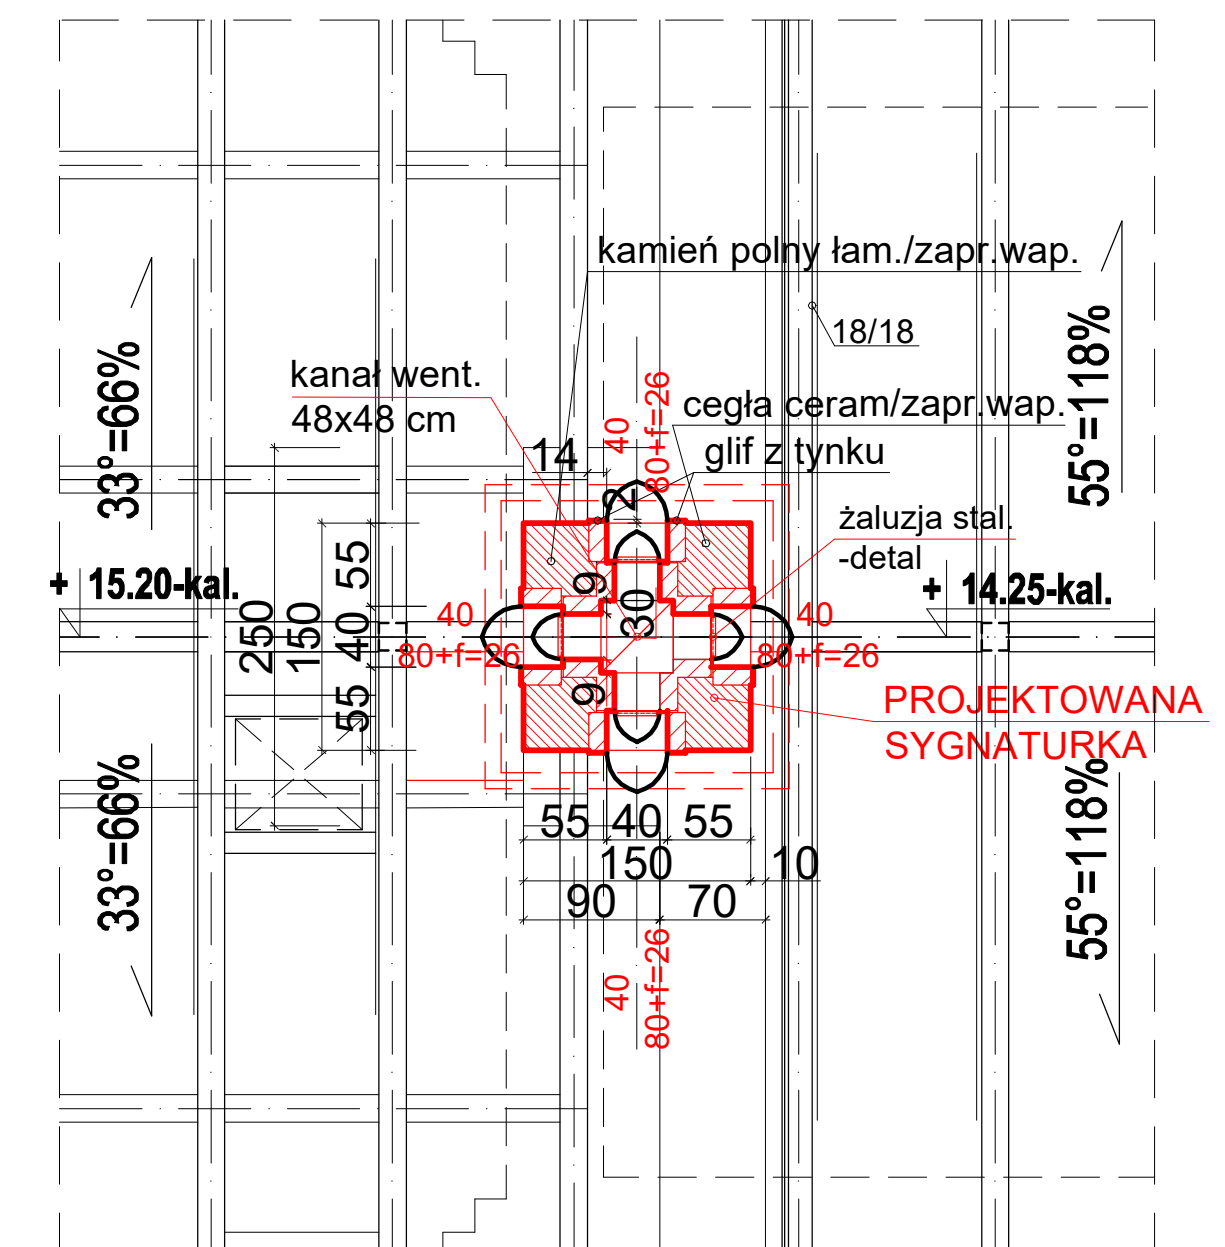 kamień polny łam./zapr.wap.
18/18
33°=66%
55°=118%
kanał went.
48x48 cm
40
80+f=26
cegła ceram/zapr.wap.
glif z tynku
14
2
żaluzja stal.
-detal
+ 15.20-kal.
+ 14.25-kal.
55
40
55
150
250
9
30
9
40
80+f=26
40
80+f=26
PROJEKTOWANA
SYGNATURKA
33°=66%
55°=118%
55 40 55
150 10
90 70
40
80+f=26